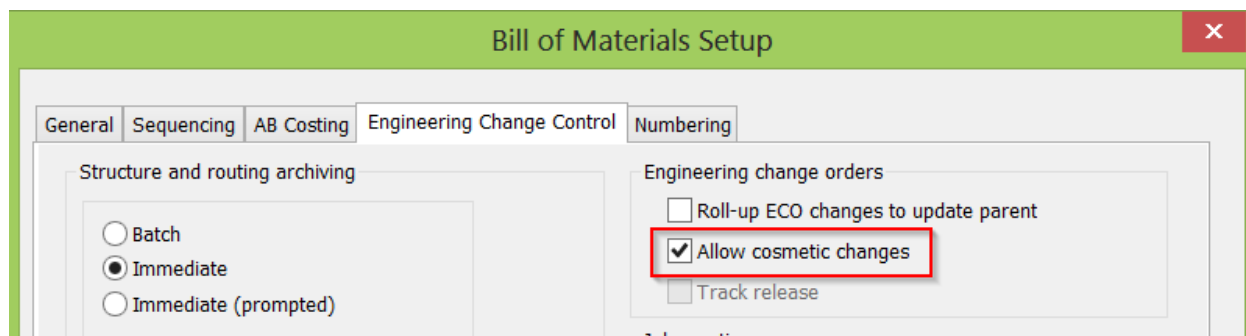 Bill of Materials Setup
General Sequencing AB Costing Engineering Change Control Numbering
Structure and routing archiving
Batch
Immediate
Immediate (prompted)
Engineering change orders
Roll-up ECO changes to update parent
Allow cosmetic changes
Track release